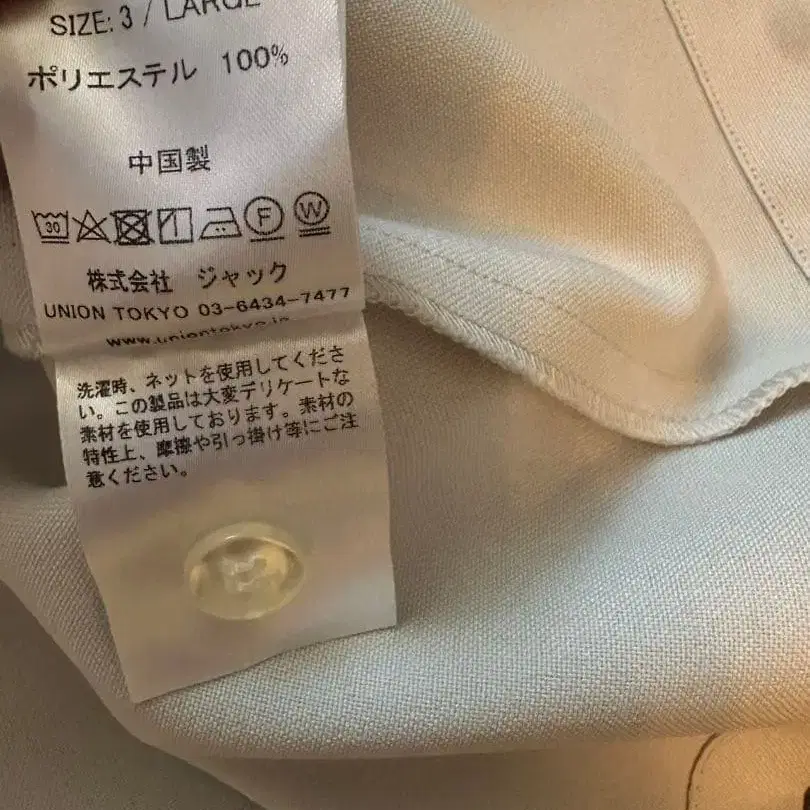 SIZE: 3 / LARGE
ポリエステル 100%
中国製
30 F W
株式会社 ジャック
UNION TOKYO 03-6434-7477
www.uniontokyo.jp
洗濯時、ネットを使用してくださ
い。この製品は大変デリケートな
素材を使用しております。素材の
特性上、摩擦や引っ掛け等にご注
意ください。